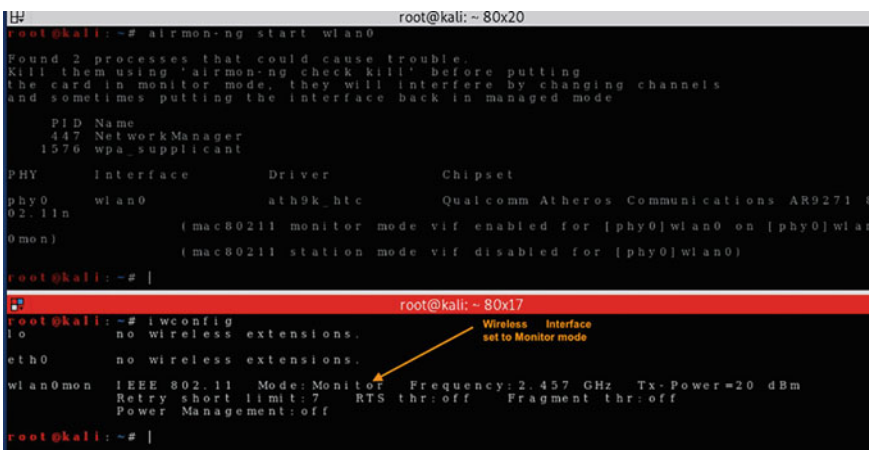 root@kali: ~ 80x20
root@kali:~# airmon-ng start wlan0
Found 2 processes that could cause trouble.
Kill them using 'airmon-ng check kill' before putting
the card in monitor mode, they will interfere by changing channels
and sometimes putting the interface back in managed mode
PID Name
447 NetworkManager
1576 wpa_supplicant
PHY Interface Driver Chipset
phy0 wlan0 ath9k_htc Qualcomm Atheros Communications AR9271 8
02.11n
(mac80211 monitor mode vif enabled for [phy0]wlan0 on [phy0]wlan
0mon)
(mac80211 station mode vif disabled for [phy0]wlan0)
root@kali:~#
root@kali: ~ 80x17
root@kali:~# iwconfig
lo no wireless extensions.
Wireless Interface
set to Monitor mode
eth0 no wireless extensions.
wlan0mon IEEE 802.11 Mode:Monitor Frequency:2.457 GHz Tx-Power=20 dBm
Retry short limit:7 RTS thr:off Fragment thr:off
Power Management:off
root@kali:~#